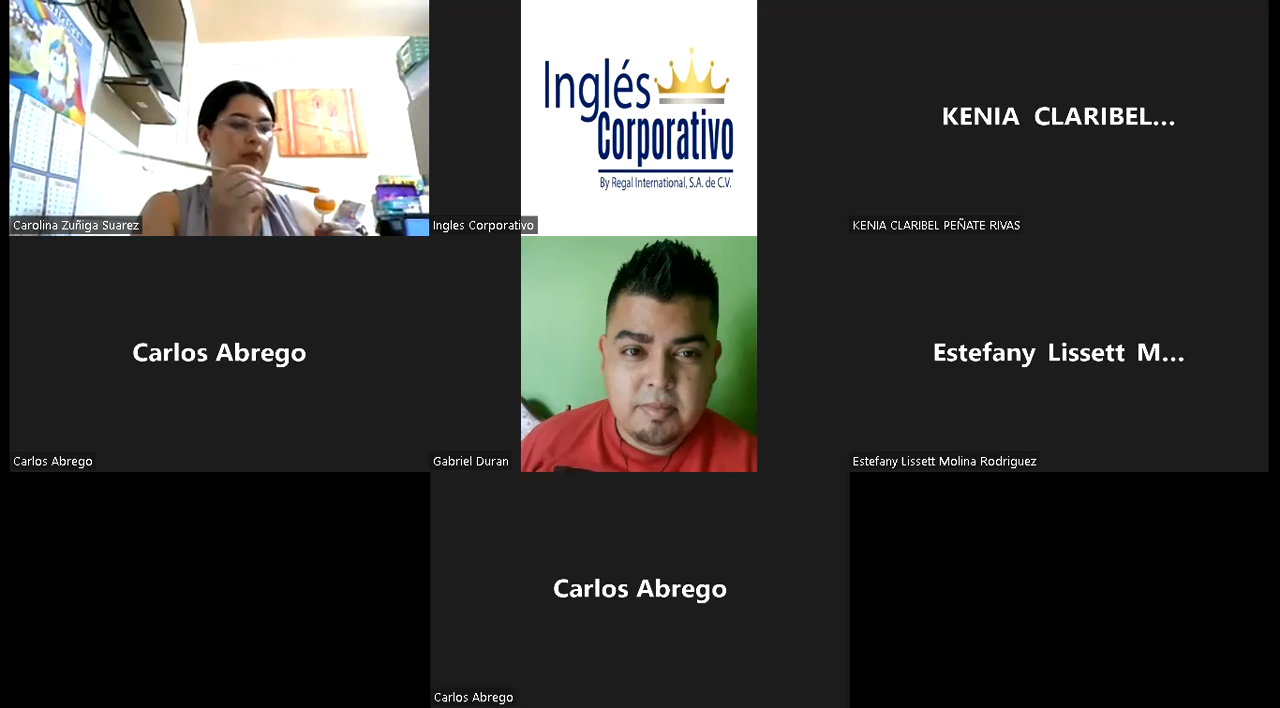 Carolina Zuñiga Suarez
Inglés
Corporativo
By Regal International, S.A. de C.V.
Ingles Corporativo
KENIA CLARIBEL...
KENIA CLARIBEL PEÑATE RIVAS
Carlos Abrego
Carlos Abrego
Gabriel Duran
Estefany Lissett M...
Estefany Lissett Molina Rodriguez
Carlos Abrego
Carlos Abrego